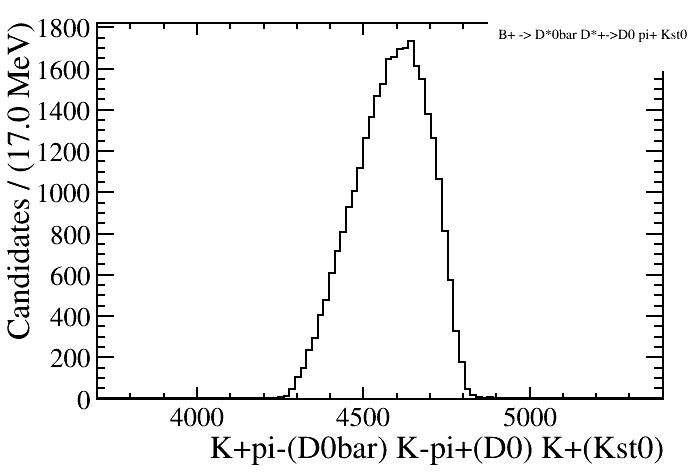 B+ -> D*0bar D*+->D0 pi+ Kst0
Candidates / (17.0 MeV)
1800
1600
1400
1200
1000
800
600
400
200
0
4000 4500 5000
K+pi-(D0bar) K-pi+(D0) K+(Kst0)